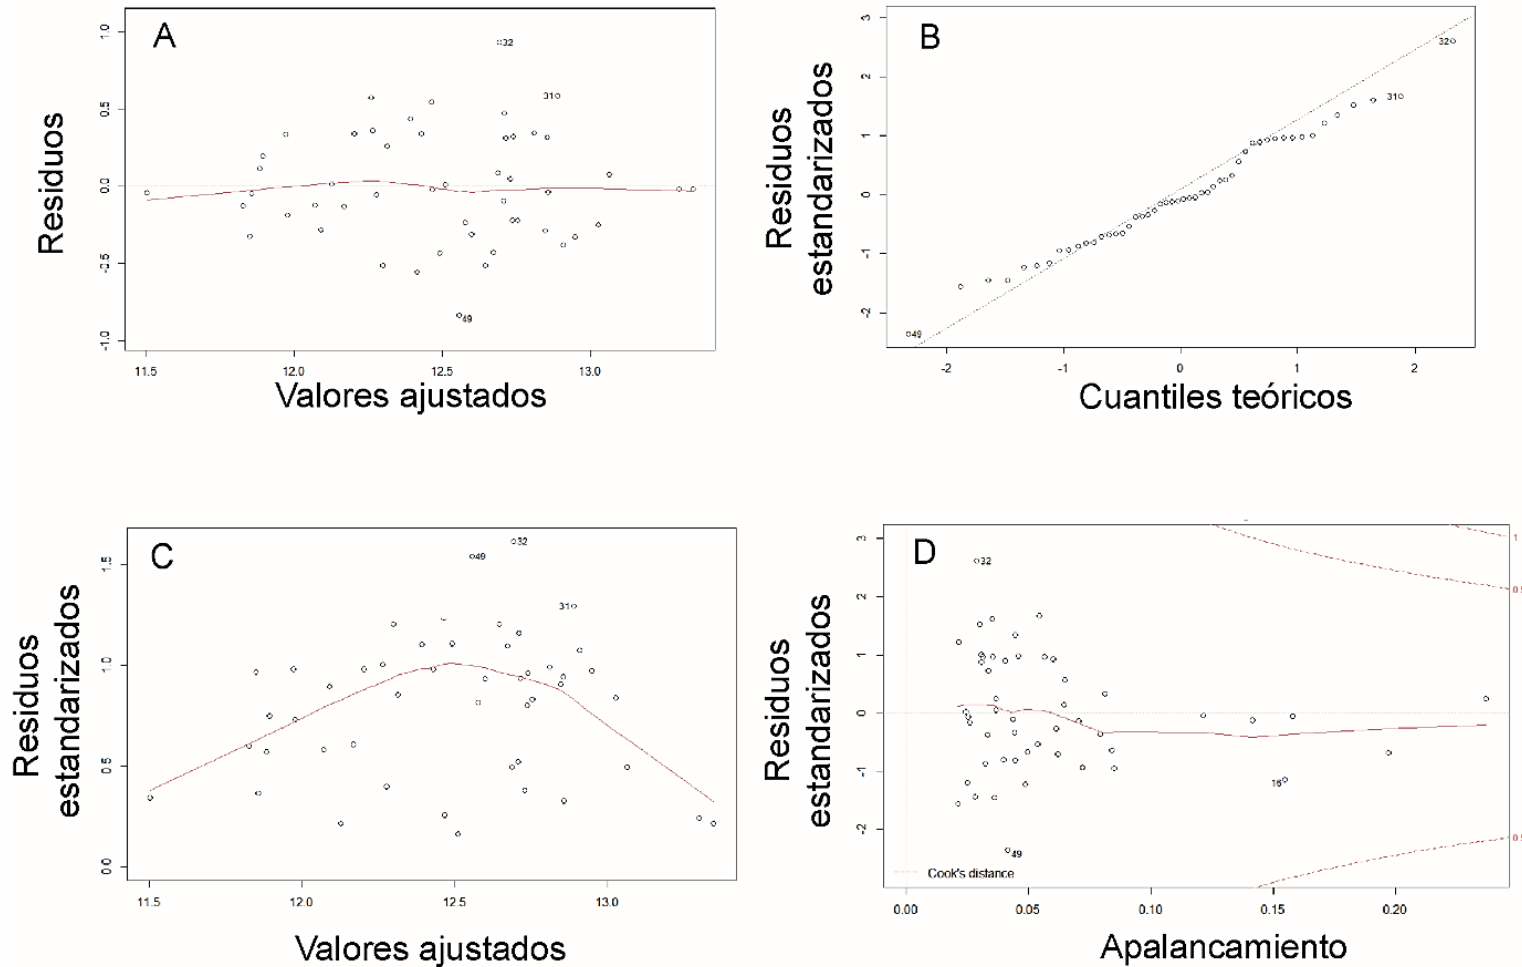 A
Residuos
1.0
0.5
0.0
-0.5
-1.0
32
31
49
11.5 12.0 12.5 13.0
Valores ajustados
B
Residuos
estandarizados
3
2
1
0
-1
-2
32
31
49
-2 -1 0 1 2
Cuantiles teóricos
C
Residuos
estandarizados
1.5
1.0
0.5
0.0
49
32
31
11.5 12.0 12.5 13.0
Valores ajustados
D
Residuos
estandarizados
3
2
1
0
-1
-2
32
16
49
1
Cook's distance
0.00 0.05 0.10 0.15 0.20
Apalancamiento